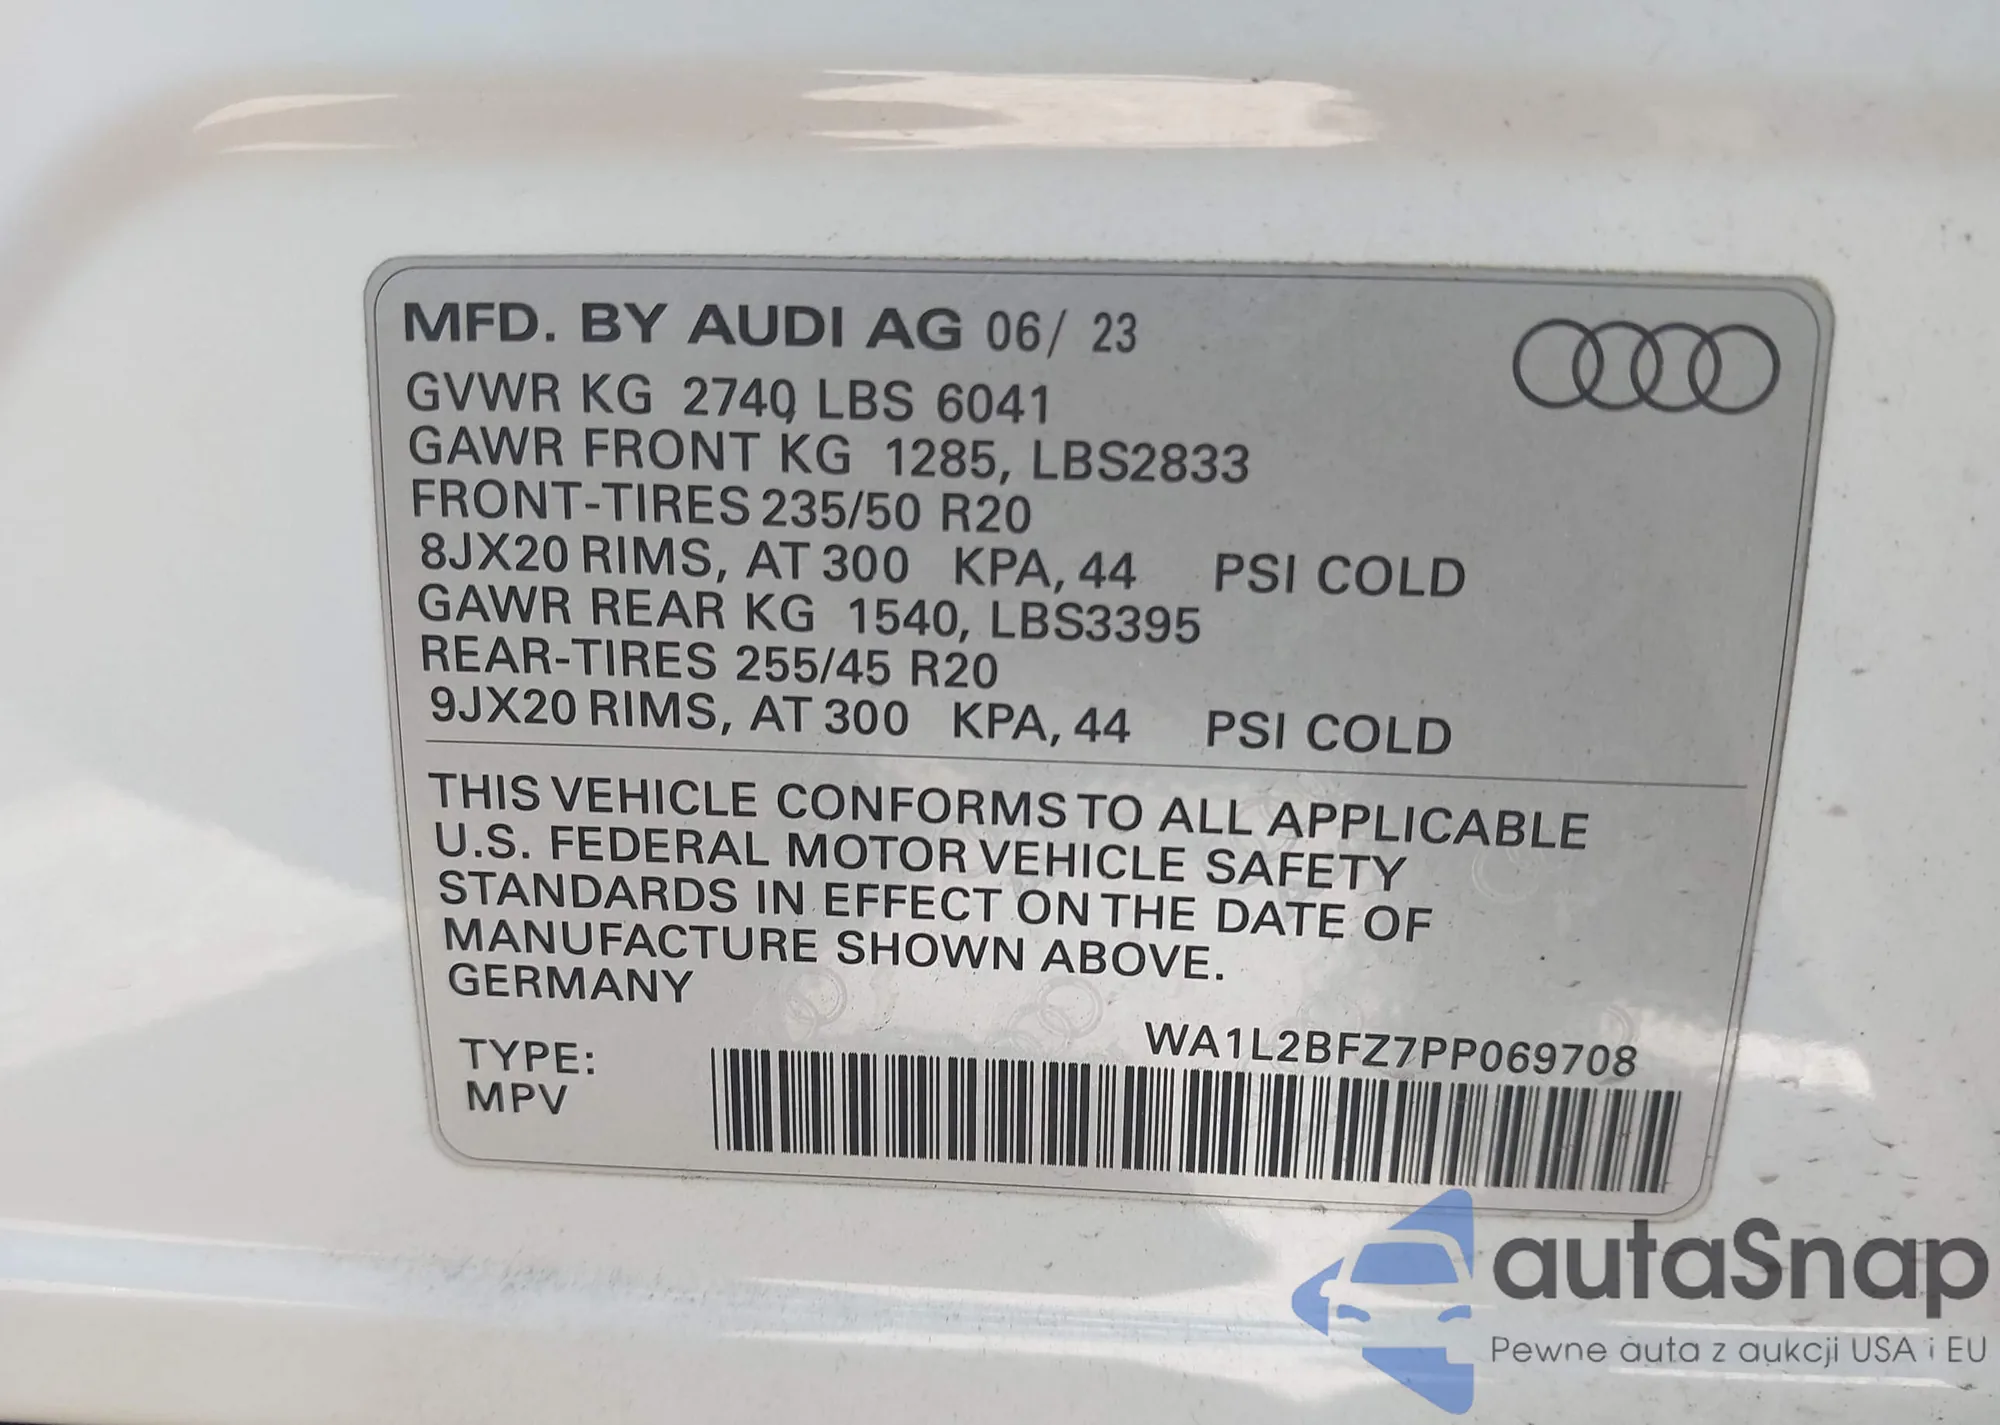 MFD. BY AUDI AG 06/ 23
GVWR KG 2740, LBS 6041
GAWR FRONT KG 1285, LBS2833
FRONT-TIRES 235/50 R20
8JX20 RIMS, AT 300 KPA, 44 PSI COLD
GAWR REAR KG 1540, LBS3395
REAR-TIRES 255/45 R20
9JX20 RIMS, AT 300 KPA, 44 PSI COLD
THIS VEHICLE CONFORMS TO ALL APPLICABLE
U.S. FEDERAL MOTOR VEHICLE SAFETY
STANDARDS IN EFFECT ON THE DATE OF
MANUFACTURE SHOWN ABOVE.
GERMANY
WA1L2BFZ7PP069708
TYPE:
MPV
autaSnap
Pewne auta z aukcji USA i EU